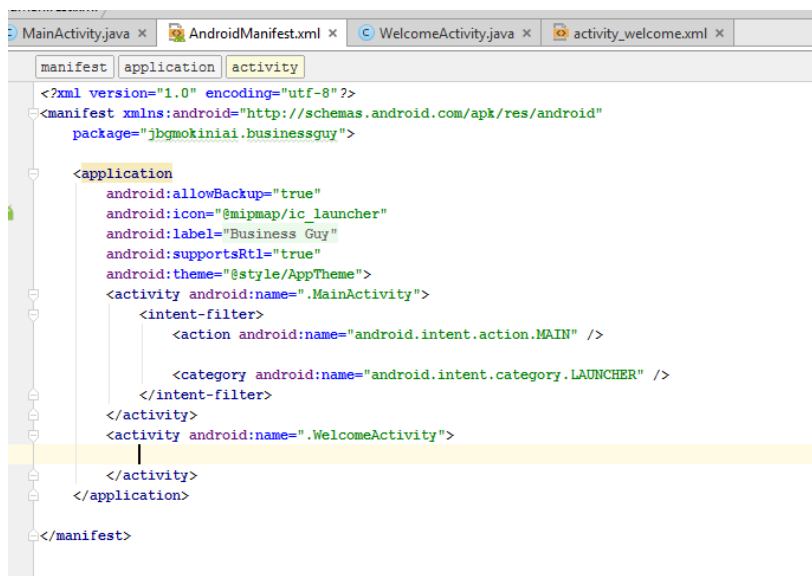 MainActivity.java × AndroidManifest.xml × WelcomeActivity.java × activity_welcome.xml ×
manifest application activity
<?xml version="1.0" encoding="utf-8"?>
<manifest xmlns:android="http://schemas.android.com/apk/res/android"
package="jbgmokiniai.businessguy">
<application
android:allowBackup="true"
android:icon="@mipmap/ic_launcher"
android:label="Business Guy"
android:supportsRtl="true"
android:theme="@style/AppTheme">
<activity android:name=".MainActivity">
<intent-filter>
<action android:name="android.intent.action.MAIN" />
<category android:name="android.intent.category.LAUNCHER" />
</intent-filter>
</activity>
<activity android:name=".WelcomeActivity">
</activity>
</application>
</manifest>